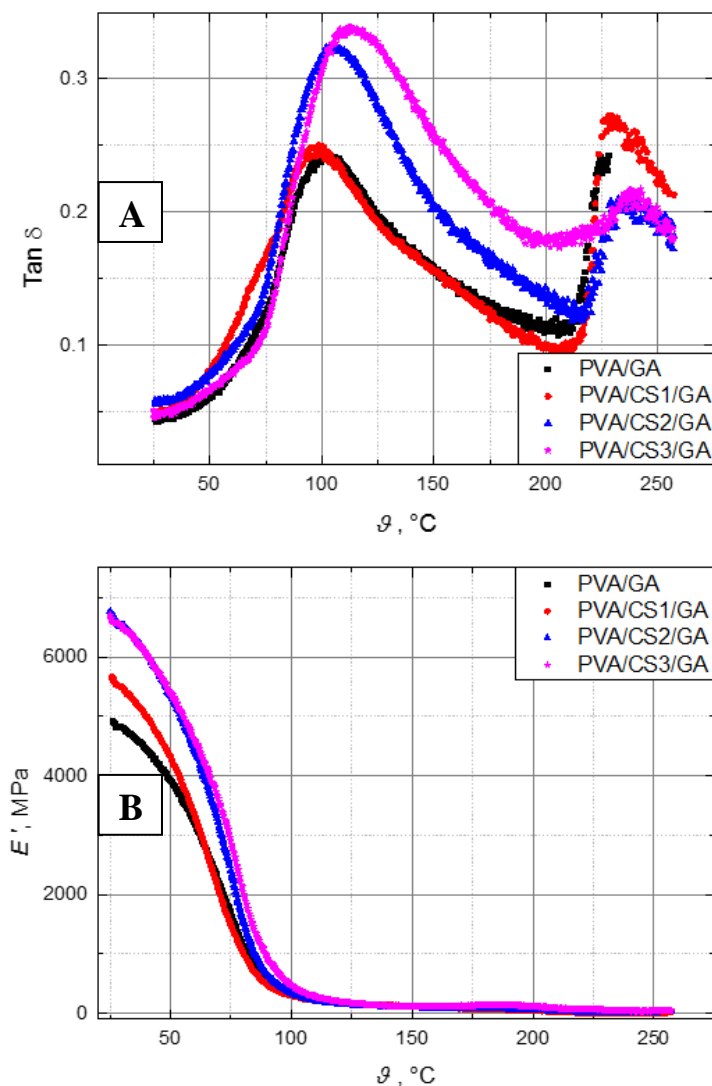 A
Tan δ
0.3
0.2
0.1
PVA/GA
PVA/CS1/GA
PVA/CS2/GA
PVA/CS3/GA
50 100 150 200 250
ϑ, °C
B
E', MPa
6000
4000
2000
0
PVA/GA
PVA/CS1/GA
PVA/CS2/GA
PVA/CS3/GA
50 100 150 200 250
ϑ, °C